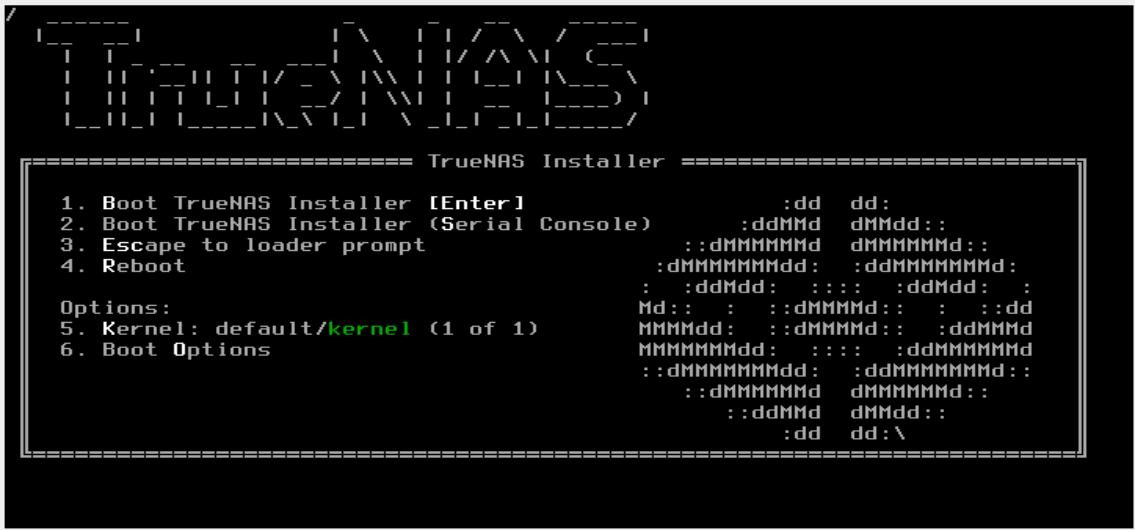 TrueNAS
TrueNAS Installer
1. Boot TrueNAS Installer [Enter]
2. Boot TrueNAS Installer (Serial Console)
3. Escape to loader prompt
4. Reboot
Options:
5. Kernel: default/kernel (1 of 1)
6. Boot Options